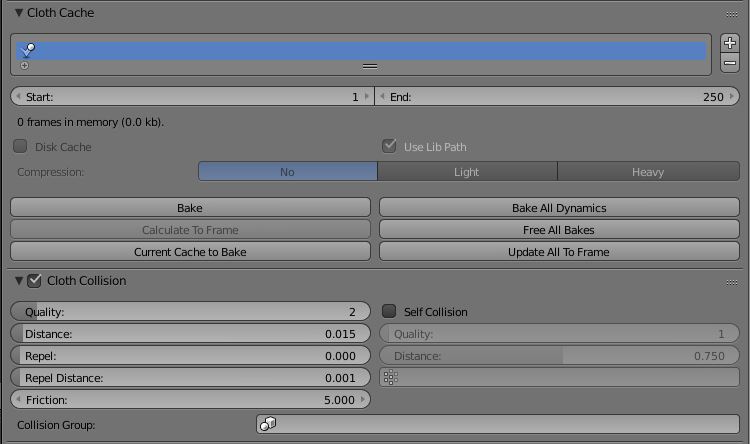 Cloth Cache
Start: 1 End: 250
0 frames in memory (0.0 kb).
Disk Cache Use Lib Path
Compression: No Light Heavy
Bake Bake All Dynamics
Calculate To Frame Free All Bakes
Current Cache to Bake Update All To Frame
Cloth Collision
Quality: 2 Self Collision
Distance: 0.015 Quality: 1
Repel: 0.000 Distance: 0.750
Repel Distance: 0.001
Friction: 5.000
Collision Group: